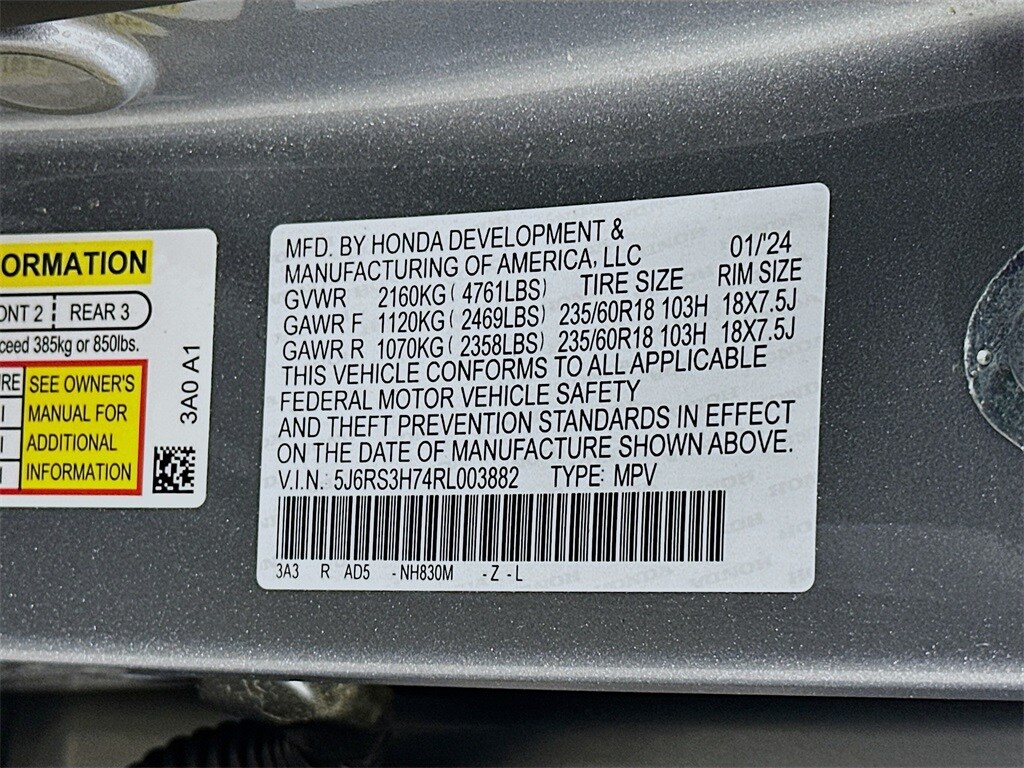 ORMATION
ONT 2 REAR 3
ceed 385kg or 850lbs.
SEE OWNER'S
MANUAL FOR
ADDITIONAL
INFORMATION
3A0 A1
MFD. BY HONDA DEVELOPMENT &
MANUFACTURING OF AMERICA, LLC 01/'24
GVWR 2160KG ( 4761LBS) TIRE SIZE RIM SIZE
GAWR F 1120KG ( 2469LBS) 235/60R18 103H 18X7.5J
GAWR R 1070KG ( 2358LBS) 235/60R18 103H 18X7.5J
THIS VEHICLE CONFORMS TO ALL APPLICABLE
FEDERAL MOTOR VEHICLE SAFETY
AND THEFT PREVENTION STANDARDS IN EFFECT
ON THE DATE OF MANUFACTURE SHOWN ABOVE.
V.I.N. 5J6RS3H74RL003882 TYPE: MPV
3A3 R AD5 -NH830M -Z -L